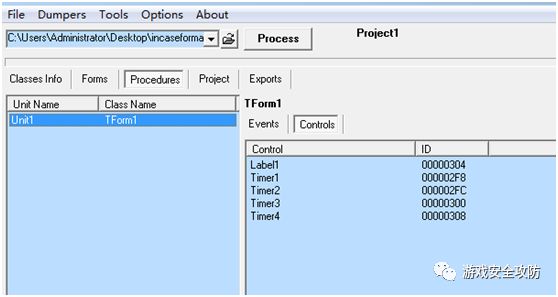 File Dumpers Tools Options About
C:\Users\Administrator\Desktop\incaseforma Process Project1
Classes Info Forms Procedures Project Exports
Unit Name Class Name
Unit1 TForm1
TForm1
Events Controls
Control ID
Label1 00000304
Timer1 000002F8
Timer2 000002FC
Timer3 00000300
Timer4 00000308
游戏安全攻防